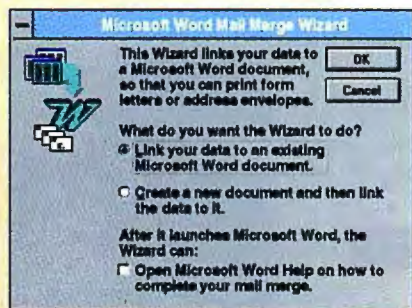 Microsoft Word Mail Merge Wizard
This Wizard links your data to
a Microsoft Word document,
so that you can print form
letters or address envelopes.
OK
Cancel
What do you want the Wizard to do?
Link your data to an existing
Microsoft Word document.
Create a new document and then link
the data to it.
After it launches Microsoft Word, the
Wizard can:
Open Microsoft Word Help on how to
complete your mail merge.